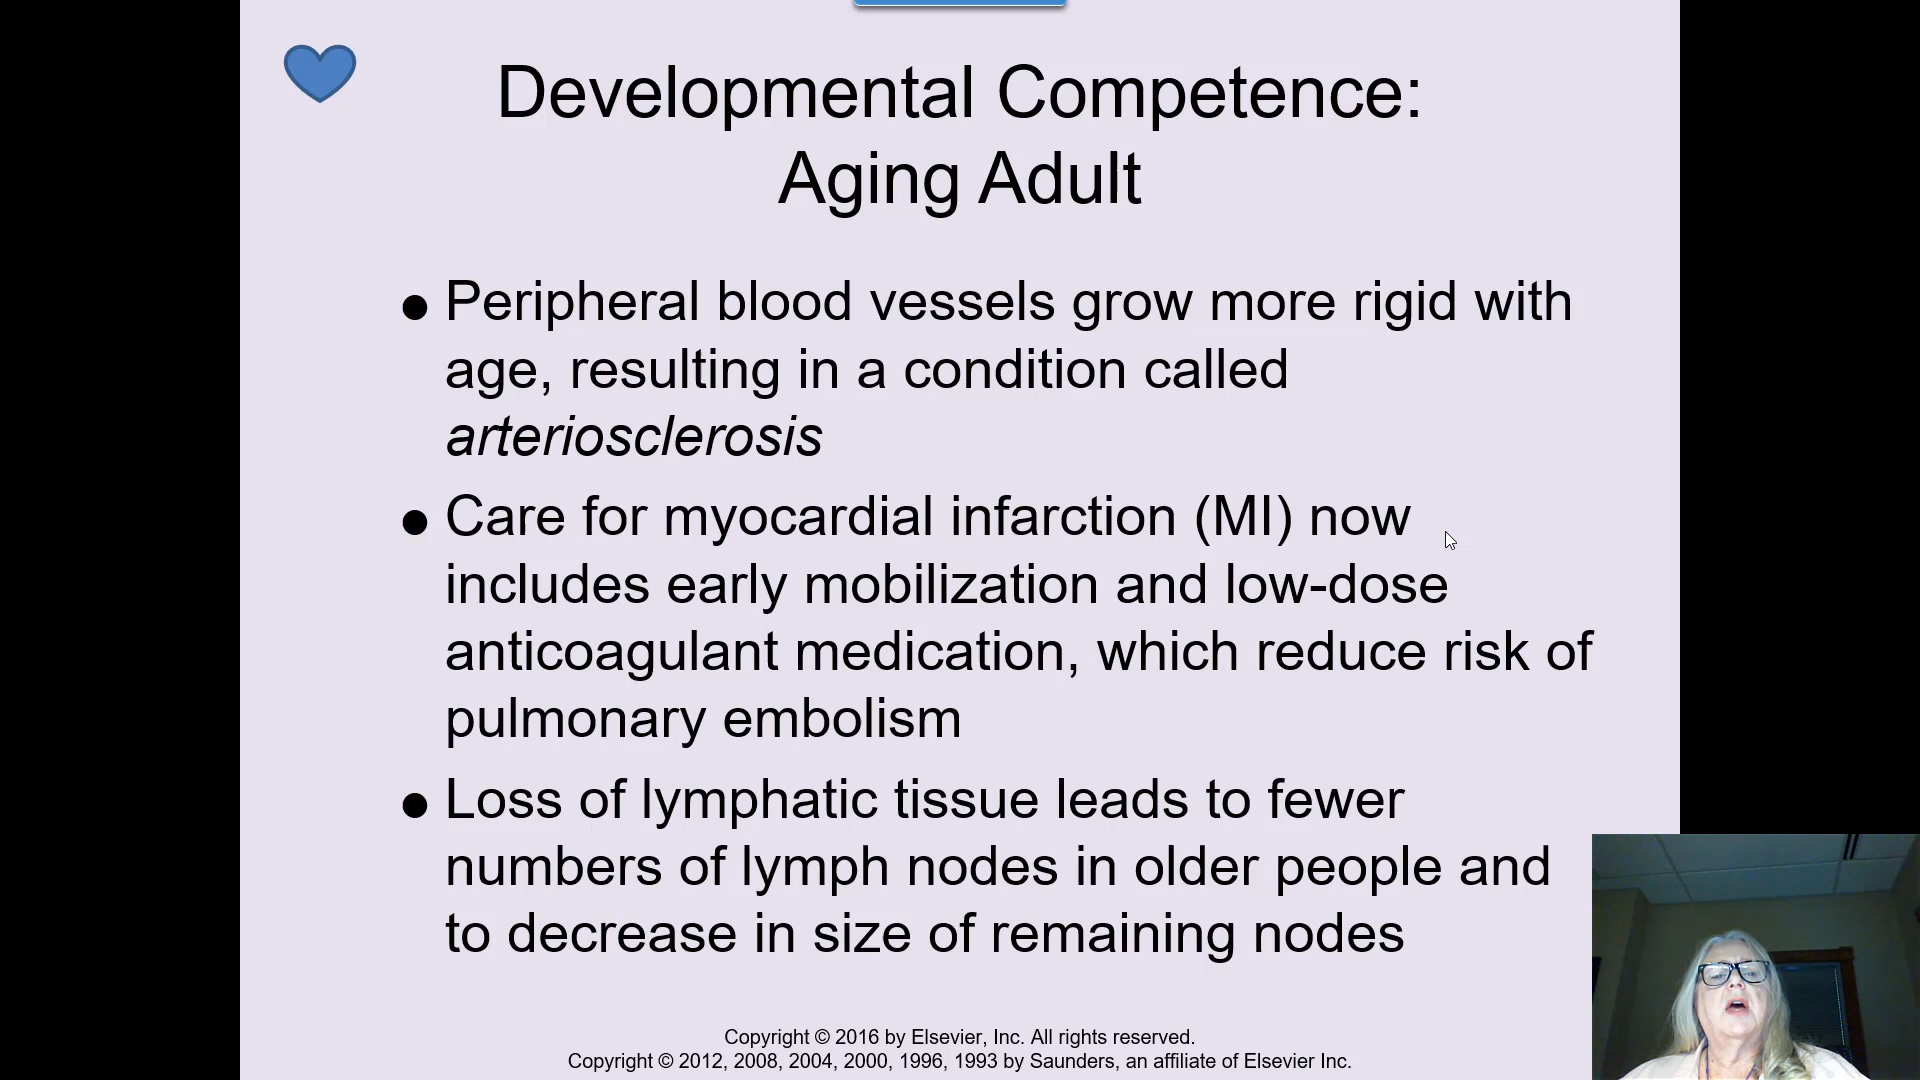 Developmental Competence:
Aging Adult
• Peripheral blood vessels grow more rigid with
age, resulting in a condition called
arteriosclerosis
• Care for myocardial infarction (MI) now
includes early mobilization and low-dose
anticoagulant medication, which reduce risk of
pulmonary embolism
• Loss of lymphatic tissue leads to fewer
numbers of lymph nodes in older people and
to decrease in size of remaining nodes
Copyright © 2016 by Elsevier, Inc. All rights reserved.
Copyright © 2012, 2008, 2004, 2000, 1996, 1993 by Saunders, an affiliate of Elsevier Inc.